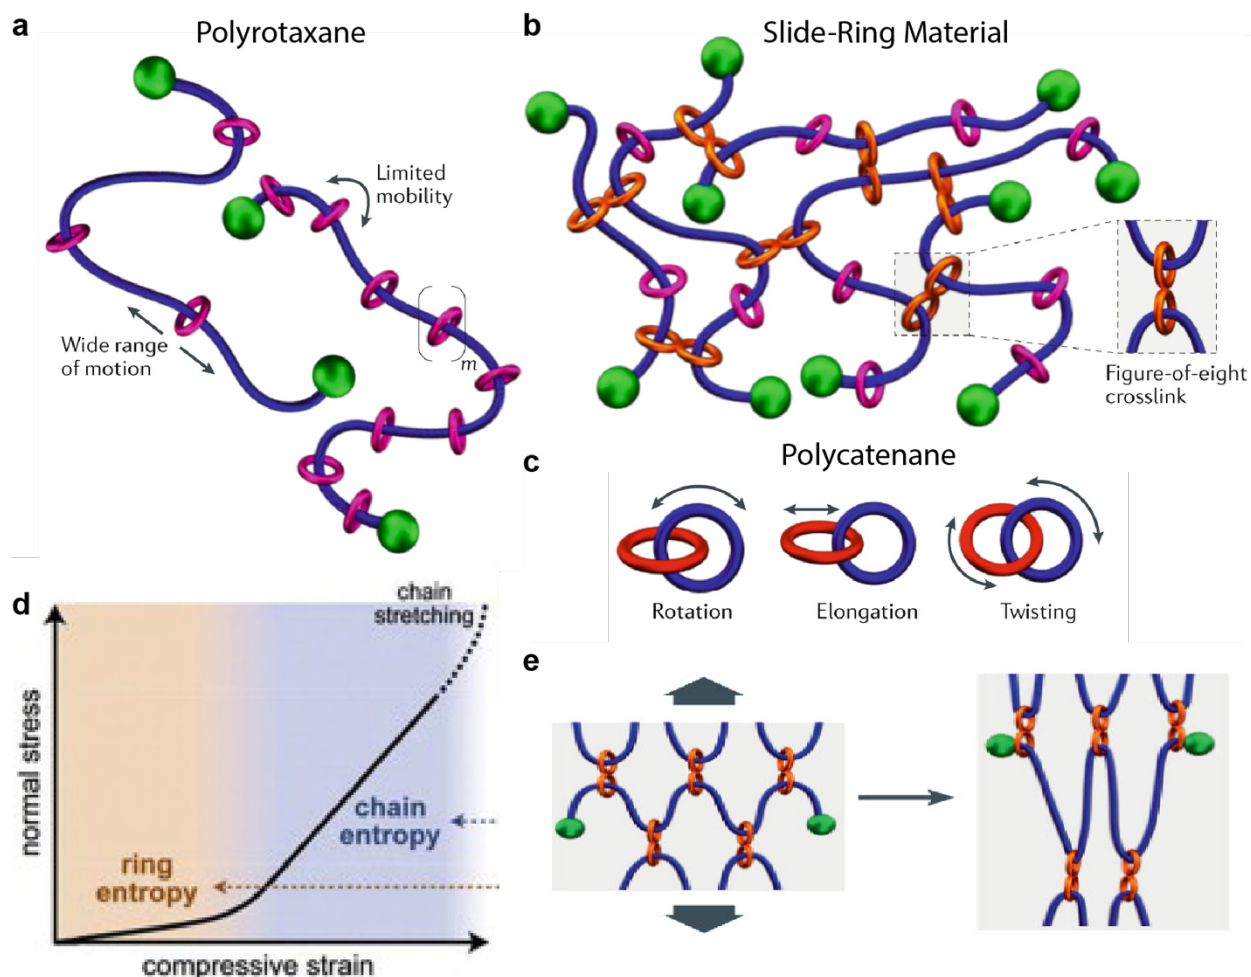 a
Polyrotaxane
Limited
mobility
Wide range
of motion
m
b
Slide-Ring Material
Figure-of-eight
crosslink
c
Polycatenane
Rotation
Elongation
Twisting
d
chain
stretching
normal stress
chain
entropy
ring
entropy
compressive strain
e